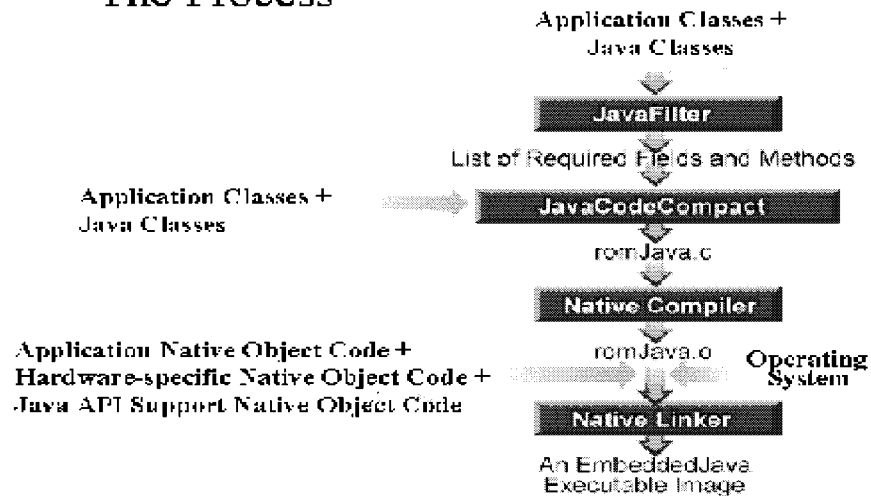 The Process
Application Classes +
Java Classes
JavaFilter
List of Required Fields and Methods
Application Classes +
Java Classes
JavaCodeCompact
romJava.c
Native Compiler
Application Native Object Code +
Hardware-specific Native Object Code +
Java API Support Native Object Code
romJava.o
Operating
System
Native Linker
An EmbeddedJava
Executable Image